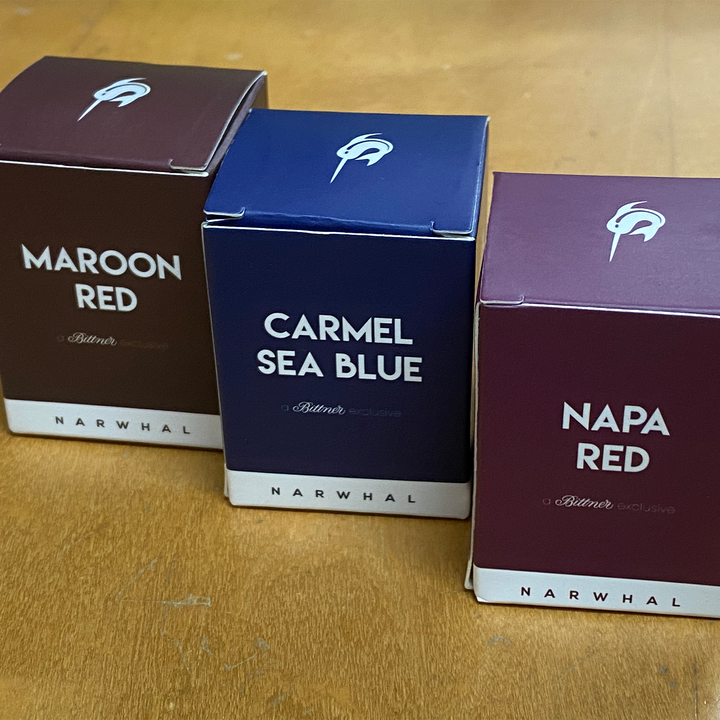 MAROON
RED
a Bittner exclusive
NARWHAL
CARMEL
SEA BLUE
a Bittner exclusive
NARWHAL
NAPA
RED
a Bittner exclusive
NARWHAL